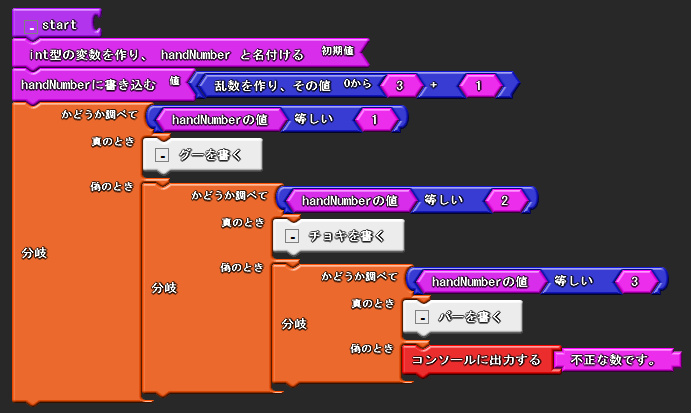 - start
int型の変数を作り、 handNumber と名付ける 初期値
handNumberに書き込む 値 乱数を作り、その値 0から 3 + 1
かどうか調べて handNumberの値 等しい 1
真のとき - グーを書く
偽のとき かどうか調べて handNumberの値 等しい 2
真のとき - チョキを書く
分岐 偽のとき かどうか調べて handNumberの値 等しい 3
分岐 真のとき - パーを書く
分岐
偽のとき コンソールに出力する 不正な数です。